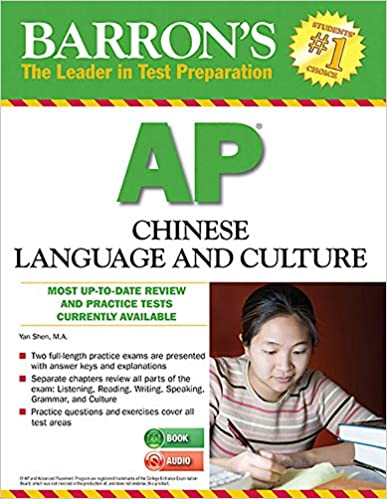 BARRON'S
The Leader in Test Preparation
STUDENTS'
#1
CHOICE
AP®
CHINESE
LANGUAGE AND CULTURE
MOST UP-TO-DATE REVIEW
AND PRACTICE TESTS
CURRENTLY AVAILABLE
Yan Shen, M.A.
Two full-length practice exams are presented
with answer keys and explanations
Separate chapters review all parts of the
exam: Listening, Reading, Writing, Speaking,
Grammar, and Culture
Practice questions and exercises cover all
test areas
BOOK
AUDIO
® AP and Advanced Placement Program are registered trademarks of the College Entrance Examination
Board, which was not involved in the production of, and does not endorse, this product.